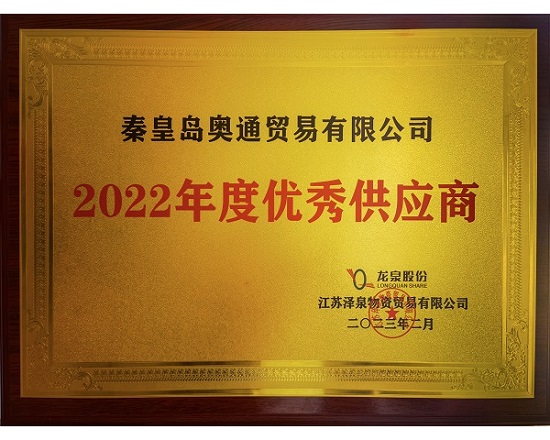 秦皇岛奥通贸易有限公司
2022年度优秀供应商
龙泉股份
LONGQUAN SHARE
江苏泽泉物资贸易有限公司
二〇二三年二月